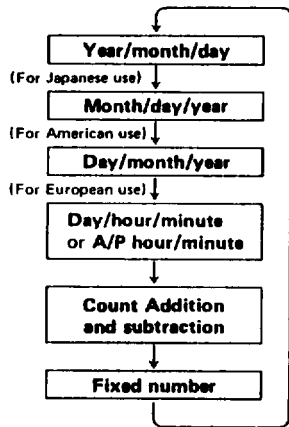 Year/month/day
(For Japanese use)
Month/day/year
(For American use)
Day/month/year
(For European use)
Day/hour/minute
or A/P hour/minute
Count Addition
and subtraction
Fixed number